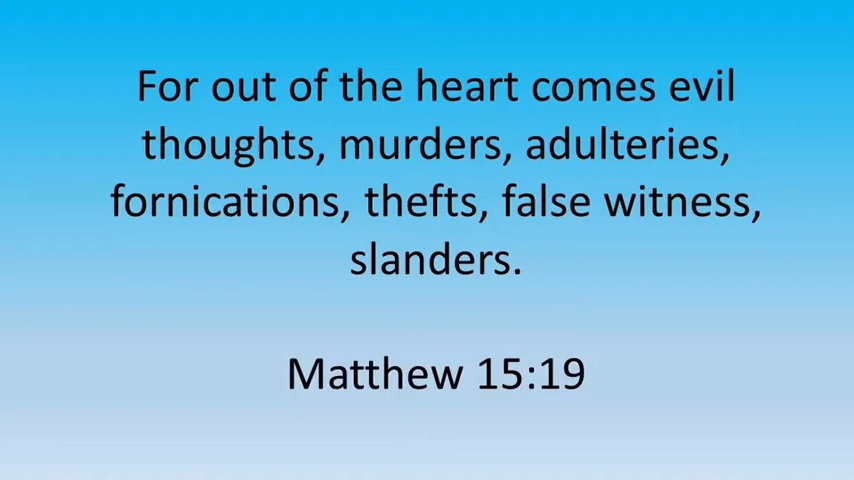 For out of the heart comes evil
thoughts, murders, adulteries,
fornications, thefts, false witness,
slanders.
Matthew 15:19